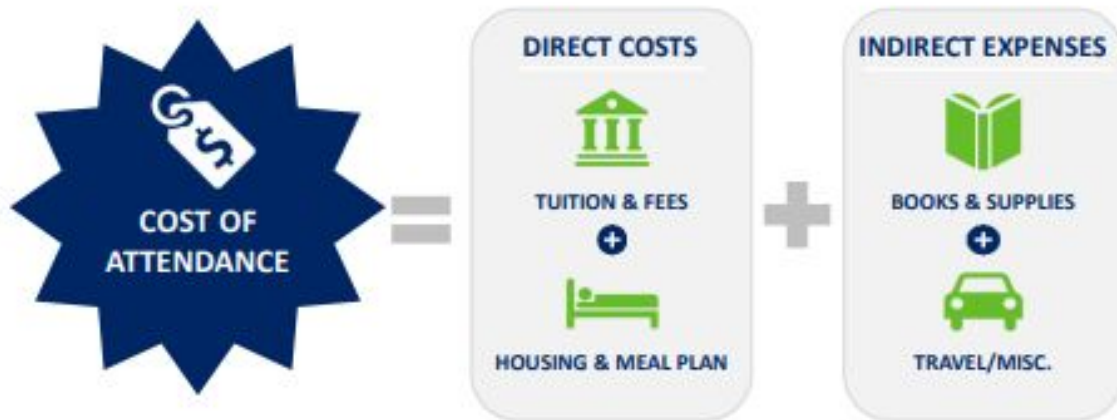 COST OF
ATTENDANCE
=
DIRECT COSTS
TUITION & FEES
+
HOUSING & MEAL PLAN
+
INDIRECT EXPENSES
BOOKS & SUPPLIES
+
TRAVEL/MISC.